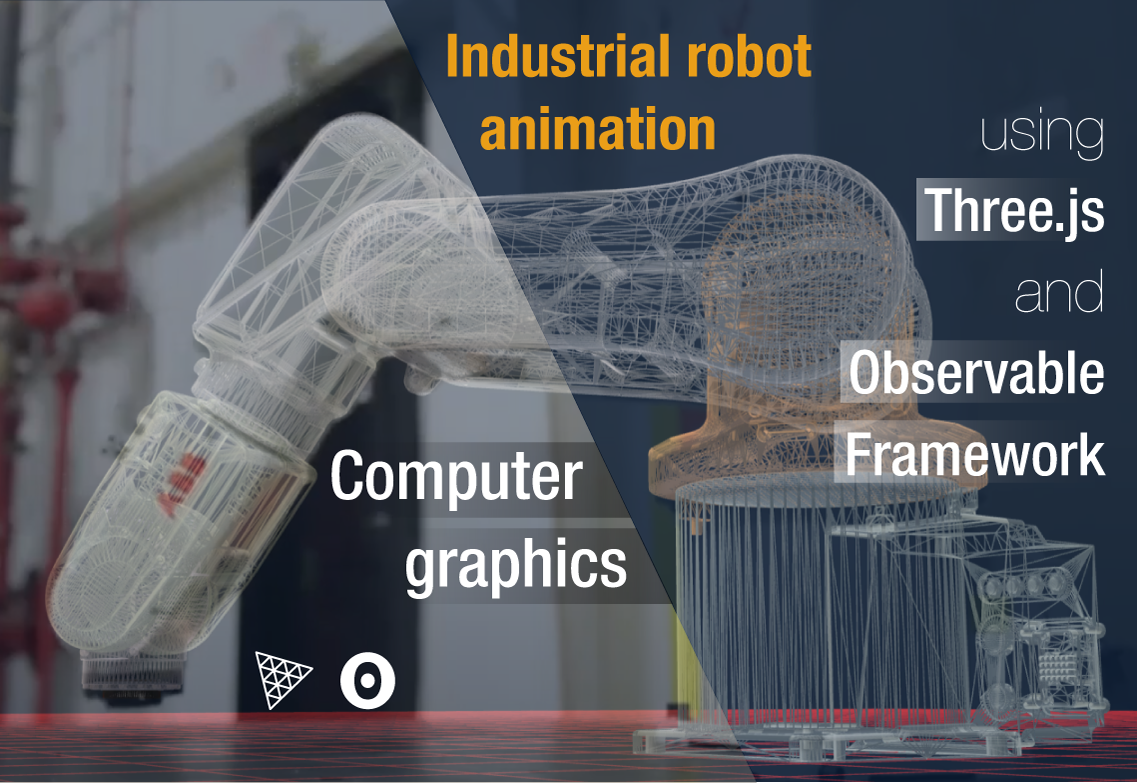 Industrial robot
animation
using
Three.js
and
Observable
Framework
Computer
graphics